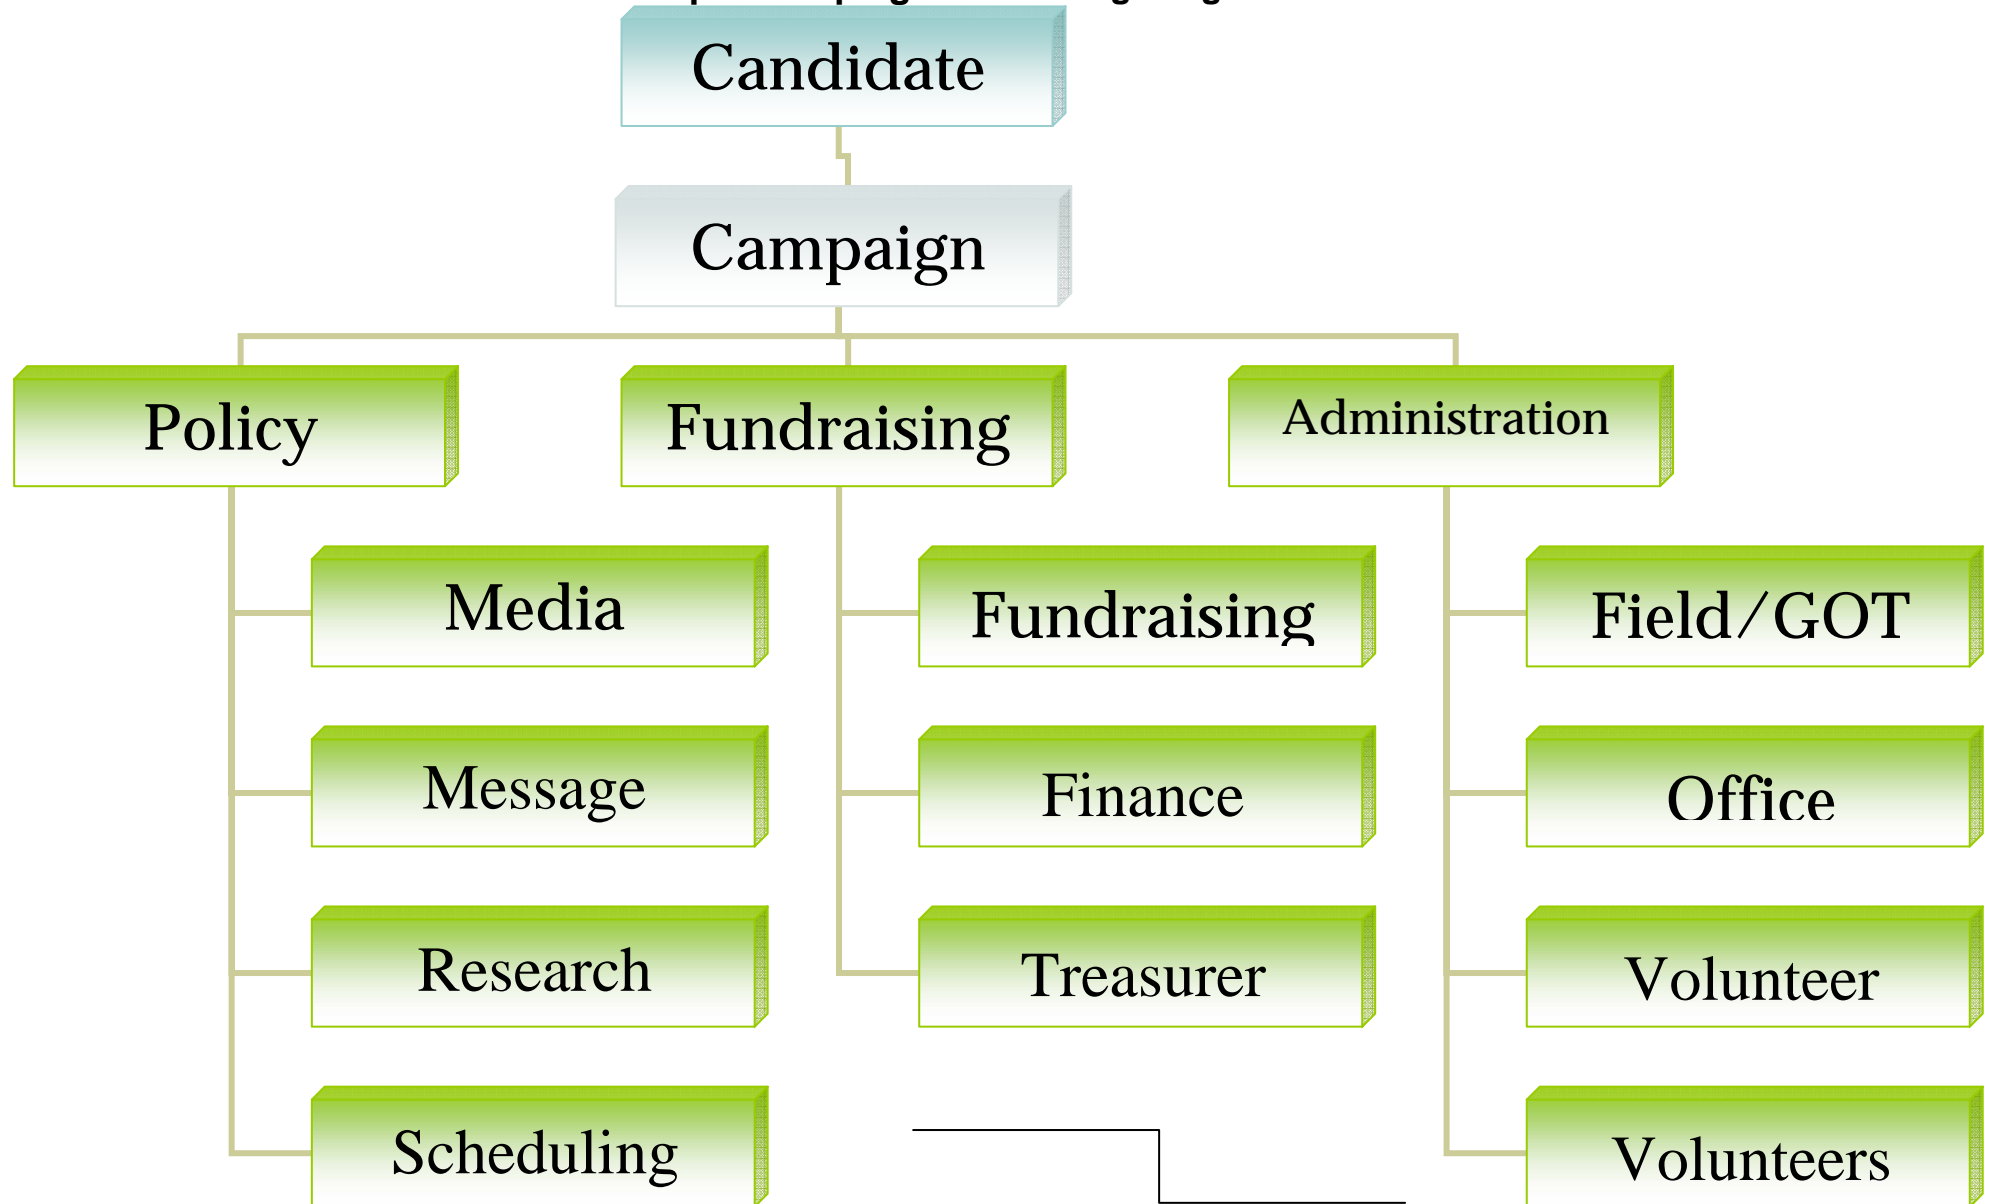 Candidate
Campaign
Policy
Fundraising
Administration
Media
Fundraising
Field/GOT
Message
Finance
Office
Research
Treasurer
Volunteer
Scheduling
Volunteers